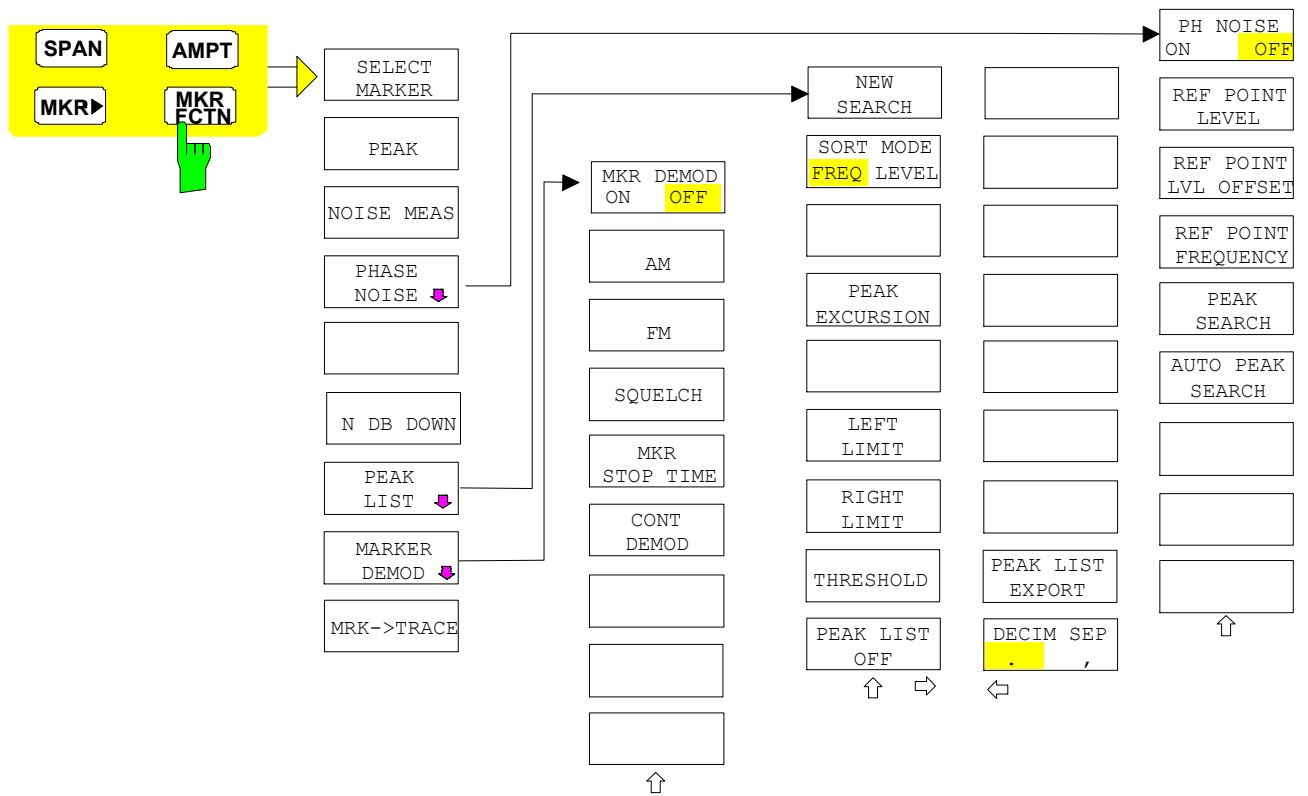 SPAN
AMPT
MKR
MKR
FCTN
SELECT
MARKER
PEAK
NOISE MEAS
PHASE
NOISE
N DB DOWN
PEAK
LIST
MARKER
DEMOD
MRK->TRACE
MKR DEMOD
ON OFF
AM
FM
SQUELCH
MKR
STOP TIME
CONT
DEMOD
NEW
SEARCH
SORT MODE
FREQ LEVEL
PEAK
EXCURSION
LEFT
LIMIT
RIGHT
LIMIT
THRESHOLD
PEAK LIST
OFF
PEAK LIST
EXPORT
DECIM SEP
. ,
PH NOISE
ON OFF
REF POINT
LEVEL
REF POINT
LVL OFFSET
REF POINT
FREQUENCY
PEAK
SEARCH
AUTO PEAK
SEARCH